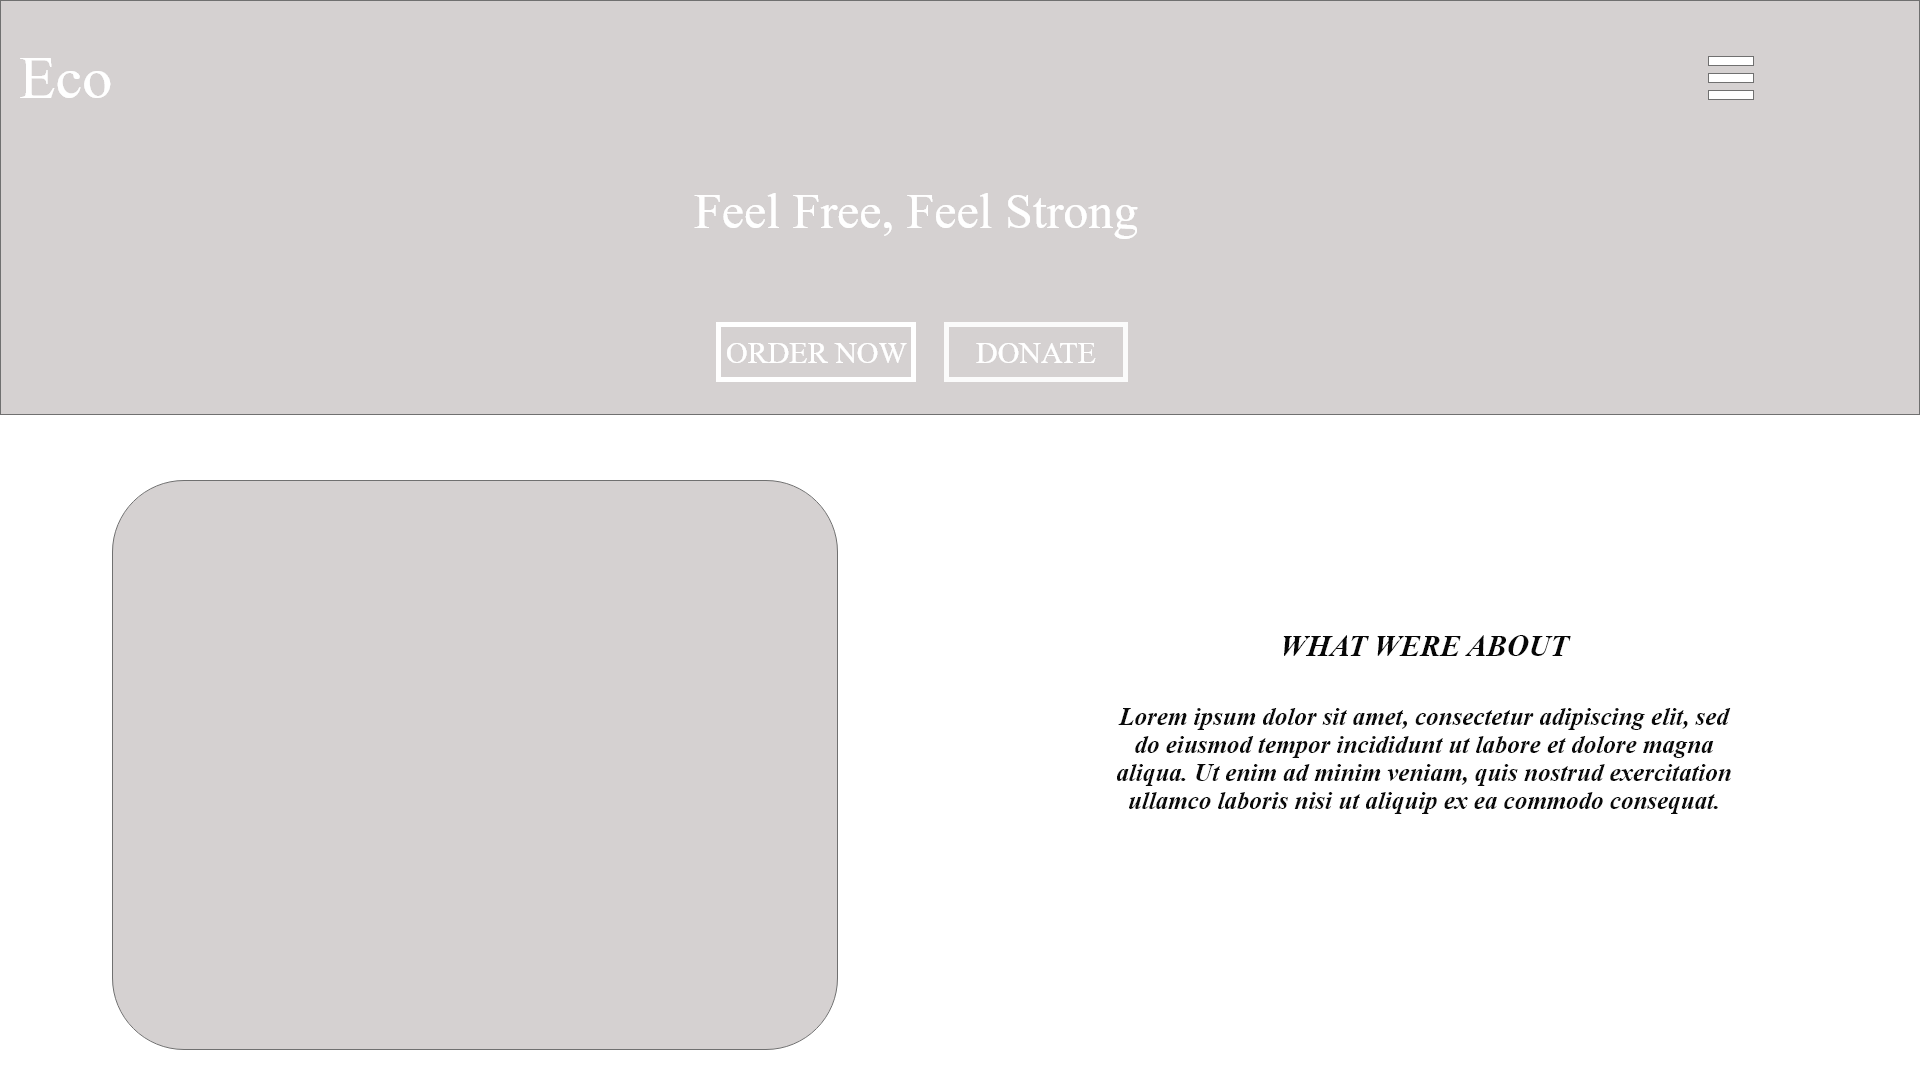 Eco
Feel Free, Feel Strong
ORDER NOW
DONATE
WHAT WERE ABOUT
Lorem ipsum dolor sit amet, consectetur adipiscing elit, sed
do eiusmod tempor incididunt ut labore et dolore magna
aliqua. Ut enim ad minim veniam, quis nostrud exercitation
ullamco laboris nisi ut aliquip ex ea commodo consequat.